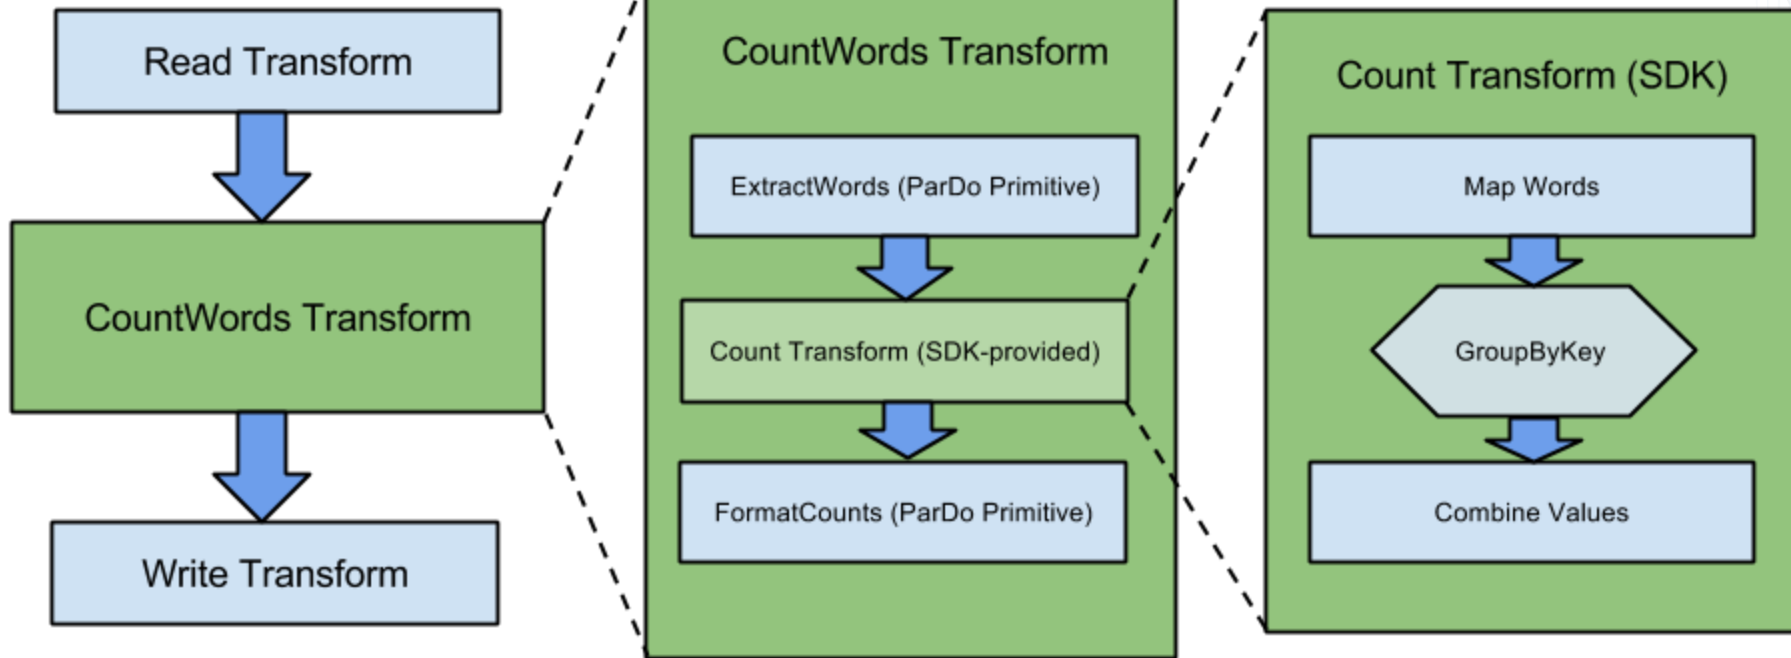 Read Transform
CountWords Transform
Write Transform
CountWords Transform
ExtractWords (ParDo Primitive)
Count Transform (SDK-provided)
FormatCounts (ParDo Primitive)
Count Transform (SDK)
Map Words
GroupByKey
Combine Values